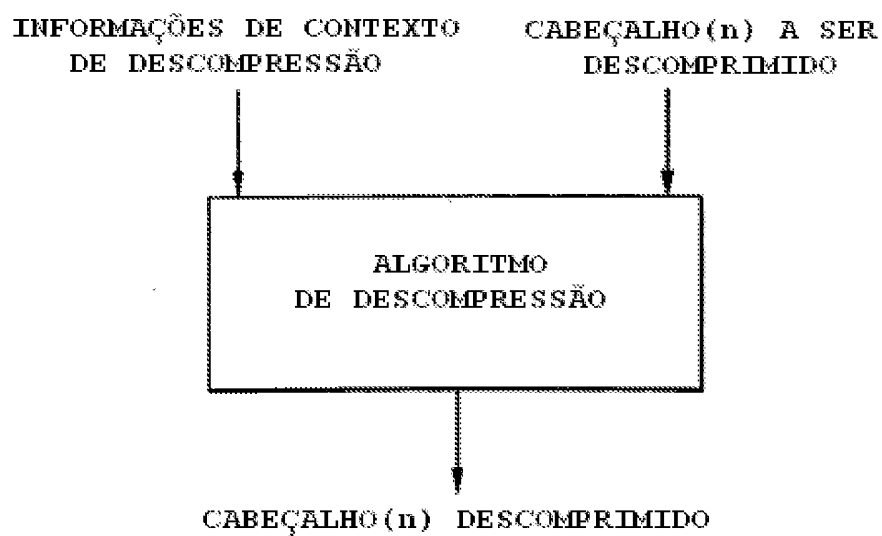 INFORMAÇÕES DE CONTEXTO
DE DESCOMPRESSÃO
CABEÇALHO(n) A SER
DESCOMPRIMIDO
ALGORITMO
DE DESCOMPRESSÃO
CABEÇALHO(n) DESCOMPRIMIDO